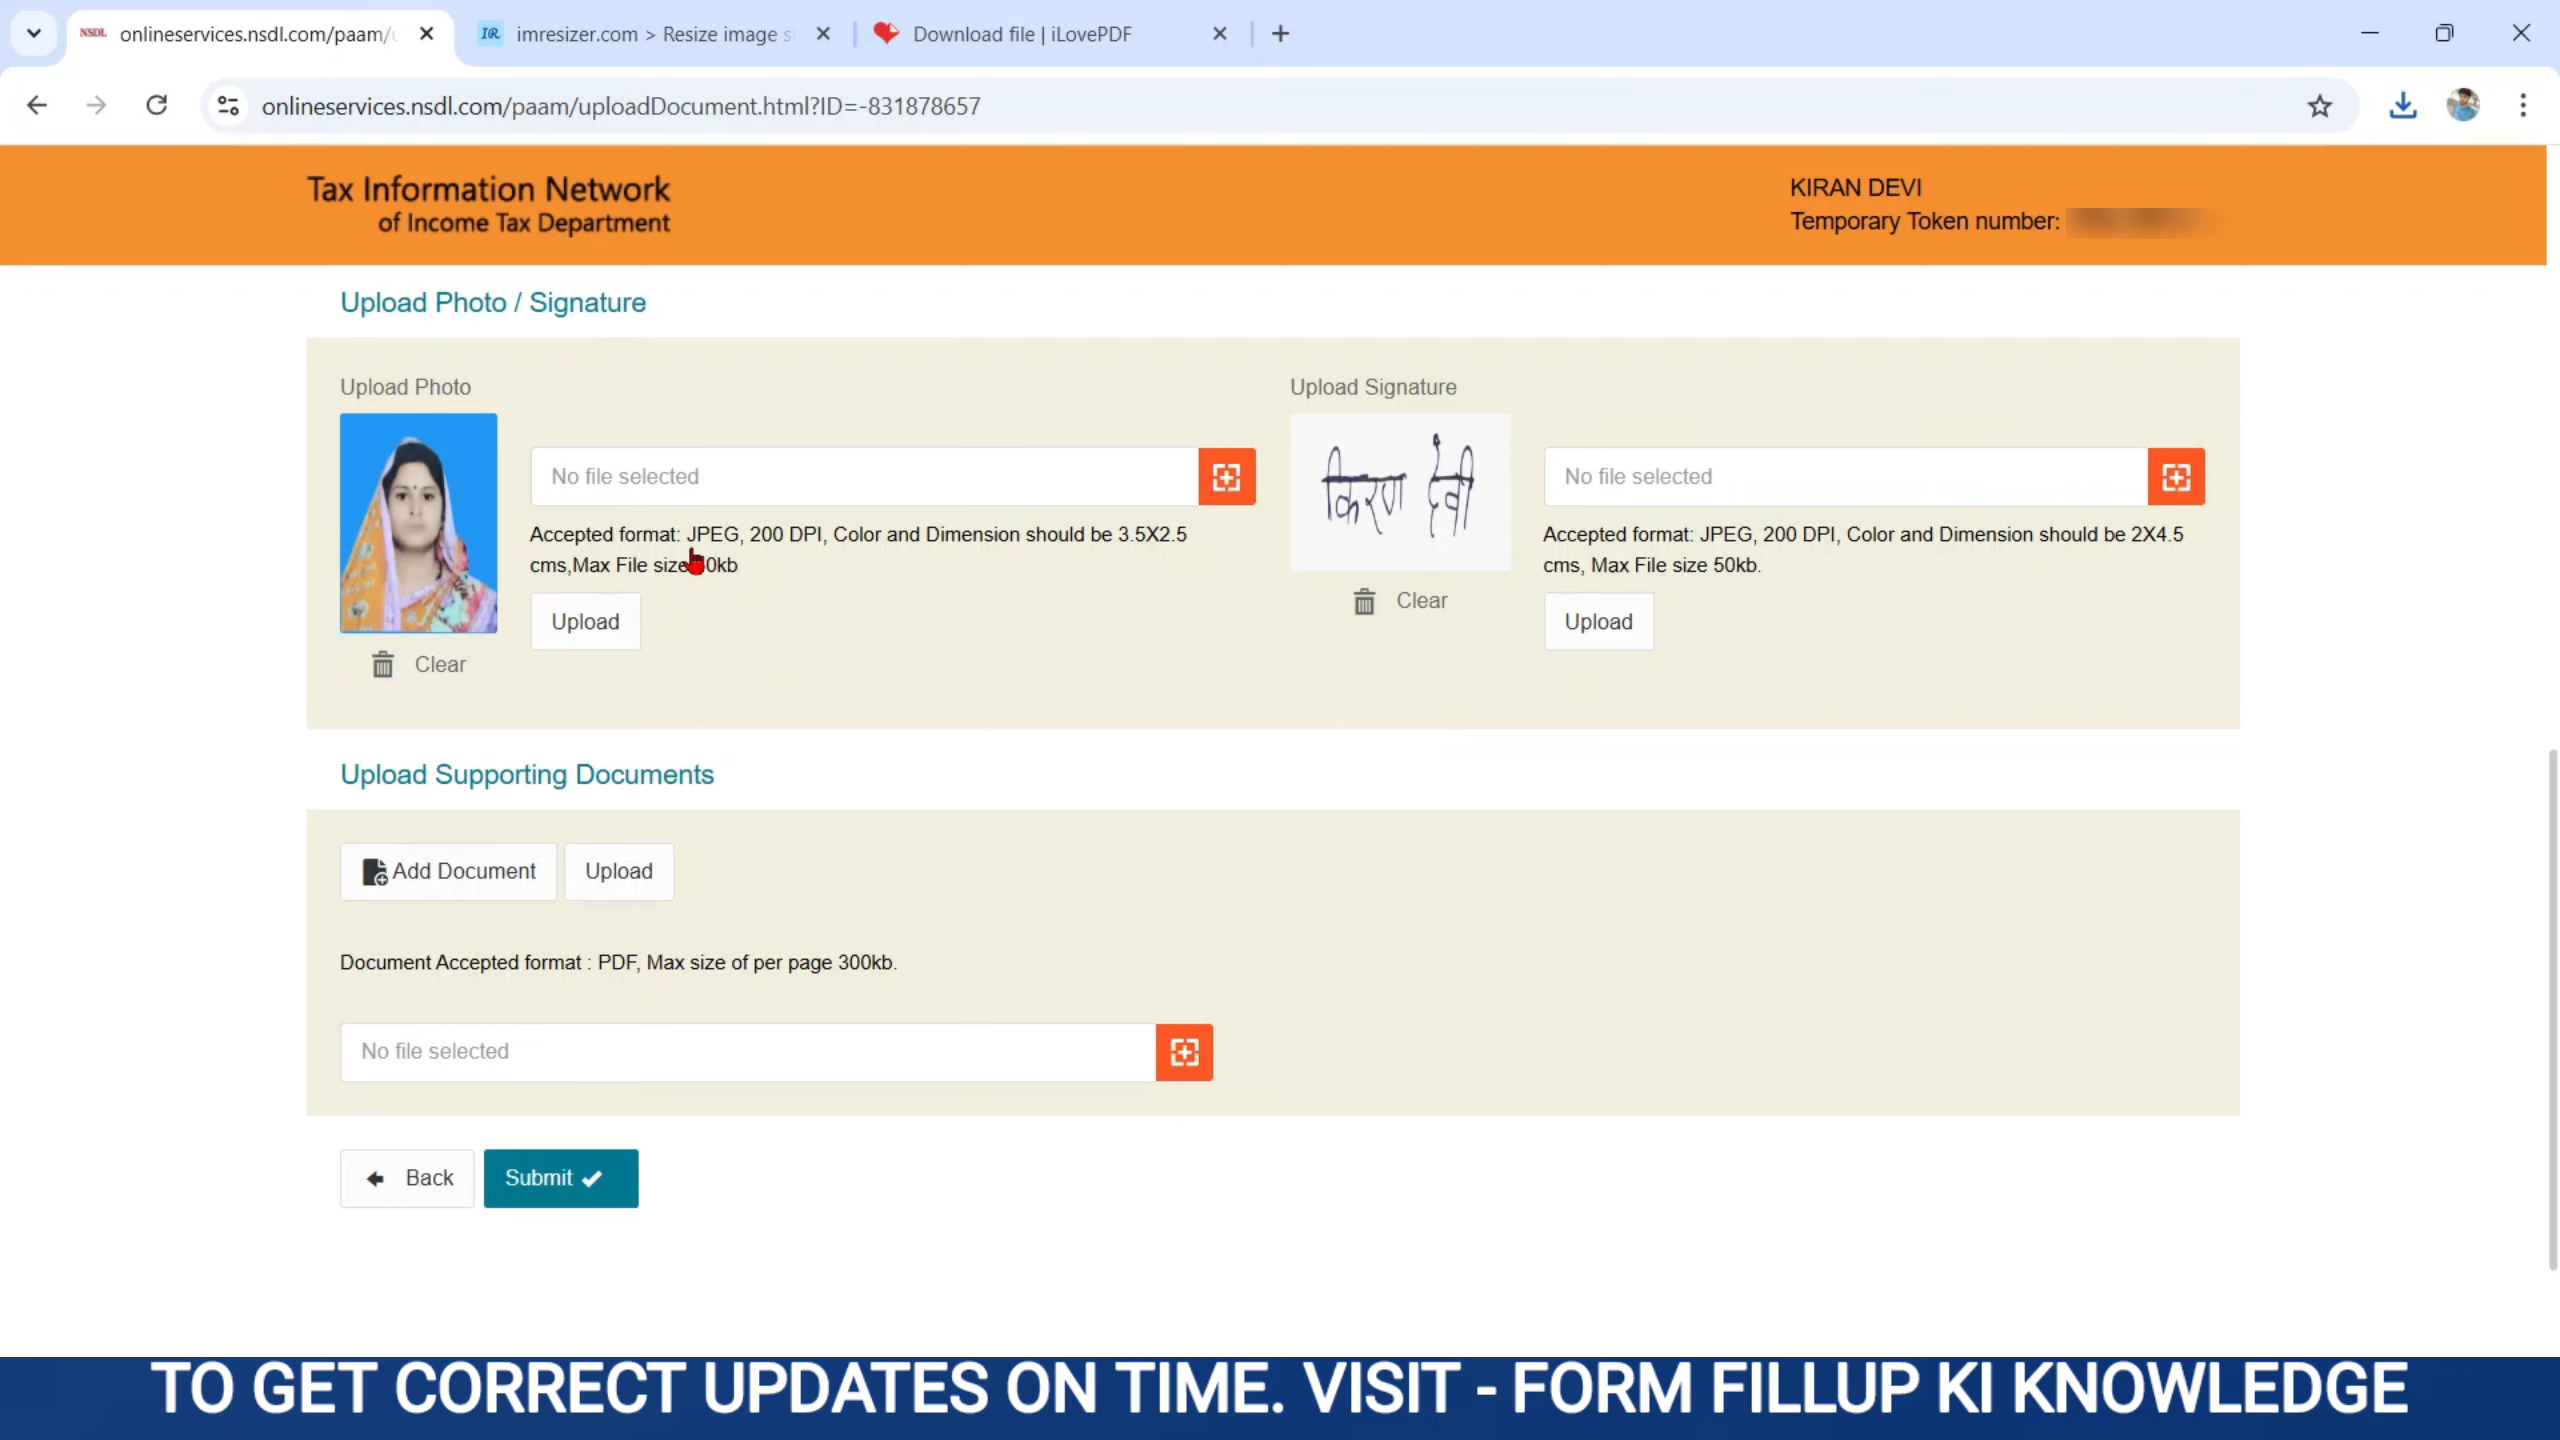 NSDL onlineservices.nsdl.com/paam/u
IR imresizer.com > Resize image s
Download file | iLovePDF
onlineservices.nsdl.com/paam/uploadDocument.html?ID=-831878657
Tax Information Network
of Income Tax Department
KIRAN DEVI
Temporary Token number:
Upload Photo / Signature
Upload Photo
No file selected
Accepted format: JPEG, 200 DPI, Color and Dimension should be 3.5X2.5
cms,Max File size 0kb
Upload
Clear
Upload Signature
किरण देवी
No file selected
Accepted format: JPEG, 200 DPI, Color and Dimension should be 2X4.5
cms, Max File size 50kb.
Clear
Upload
Upload Supporting Documents
Add Document
Upload
Document Accepted format : PDF, Max size of per page 300kb.
No file selected
Back
Submit
TO GET CORRECT UPDATES ON TIME. VISIT - FORM FILLUP KI KNOWLEDGE